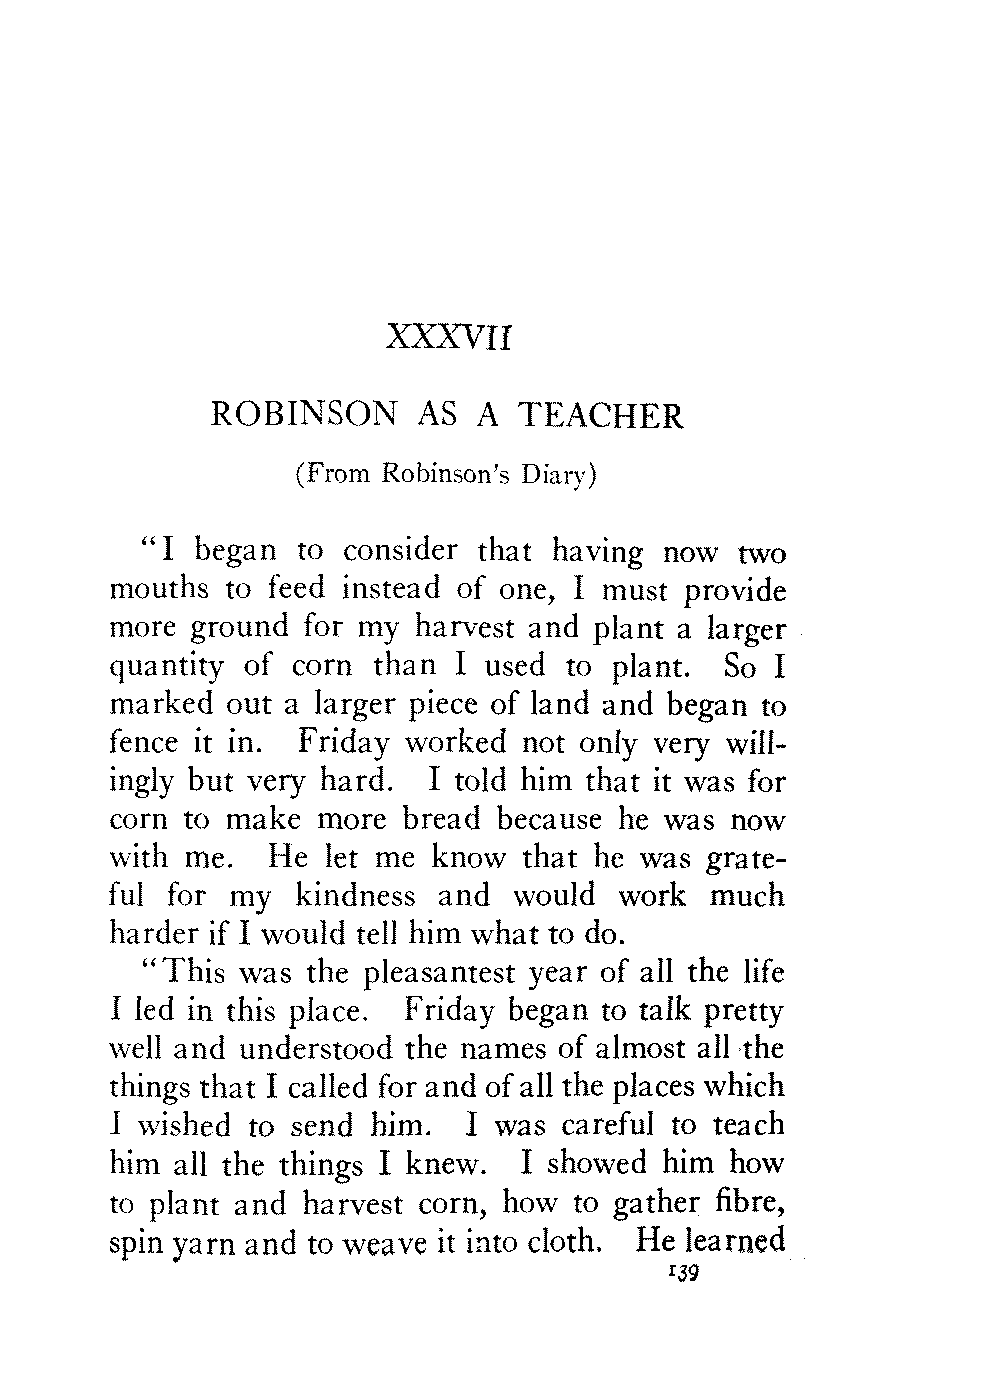 XXXVII
ROBINSON AS A TEACHER
(From Robinson's Diary)
"I began to consider that having now two
mouths to feed instead of one, I must provide
more ground for my harvest and plant a larger
quantity of corn than I used to plant. So I
marked out a larger piece of land and began to
fence it in. Friday worked not only very will-
ingly but very hard. I told him that it was for
corn to make more bread because he was now
with me. He let me know that he was grate-
ful for my kindness and would work much
harder if I would tell him what to do.
"This was the pleasantest year of all the life
I led in this place. Friday began to talk pretty
well and understood the names of almost all the
things that I called for and of all the places which
I wished to send him. I was careful to teach
him all the things I knew. I showed him how
to plant and harvest corn, how to gather fibre,
spin yarn and to weave it into cloth. He learned
139